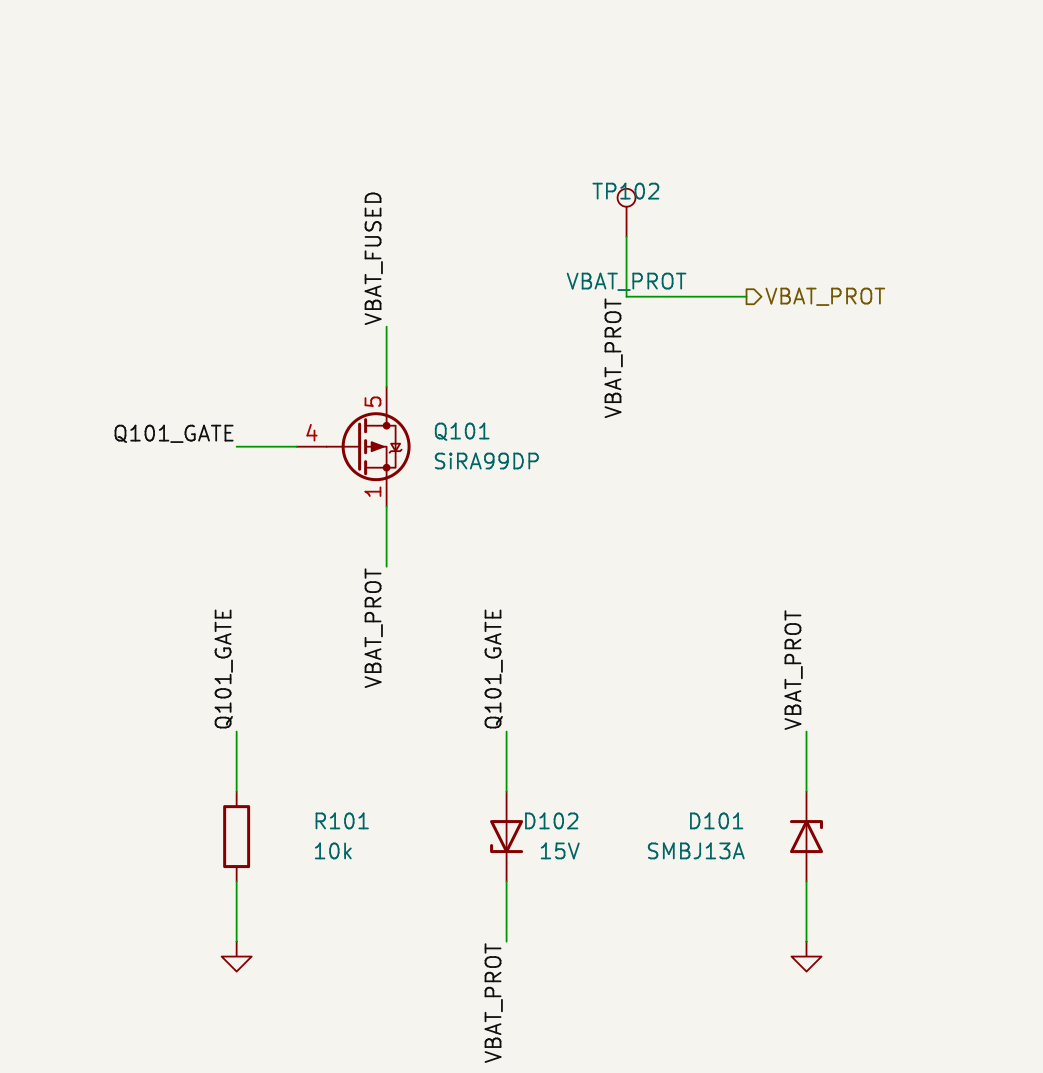 TP102
VBAT_FUSED
VBAT_PROT
VBAT_PROT
VBAT_PROT
5
Q101_GATE
4
Q101
SiRA99DP
1
VBAT_PROT
Q101_GATE
Q101_GATE
VBAT_PROT
R101
10k
D102
15V
D101
SMBJ13A
VBAT_PROT